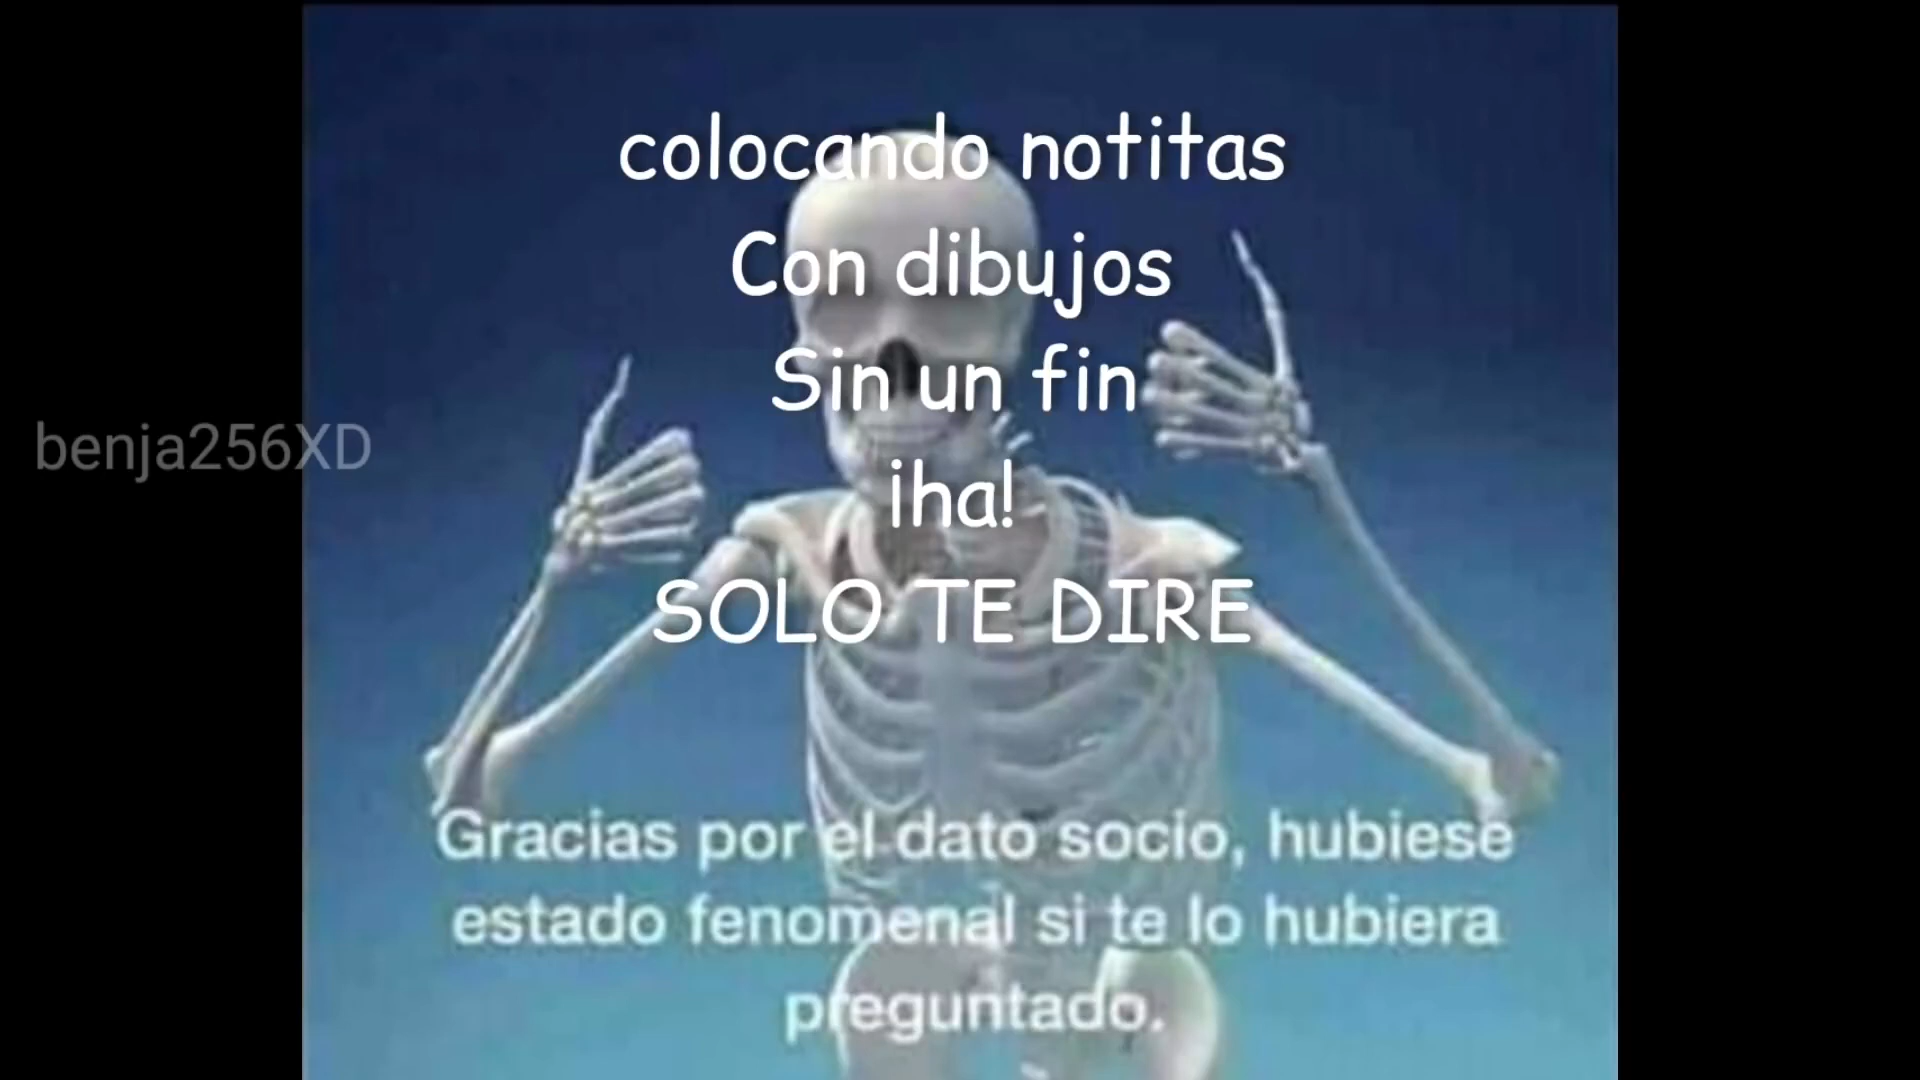 colocando notitas
Con dibujos
Sin un fin
iha!
SOLO TE DIRE
benja256XD
Gracias por el dato socio, hubiese
estado fenomenal si te lo hubiera
preguntado.